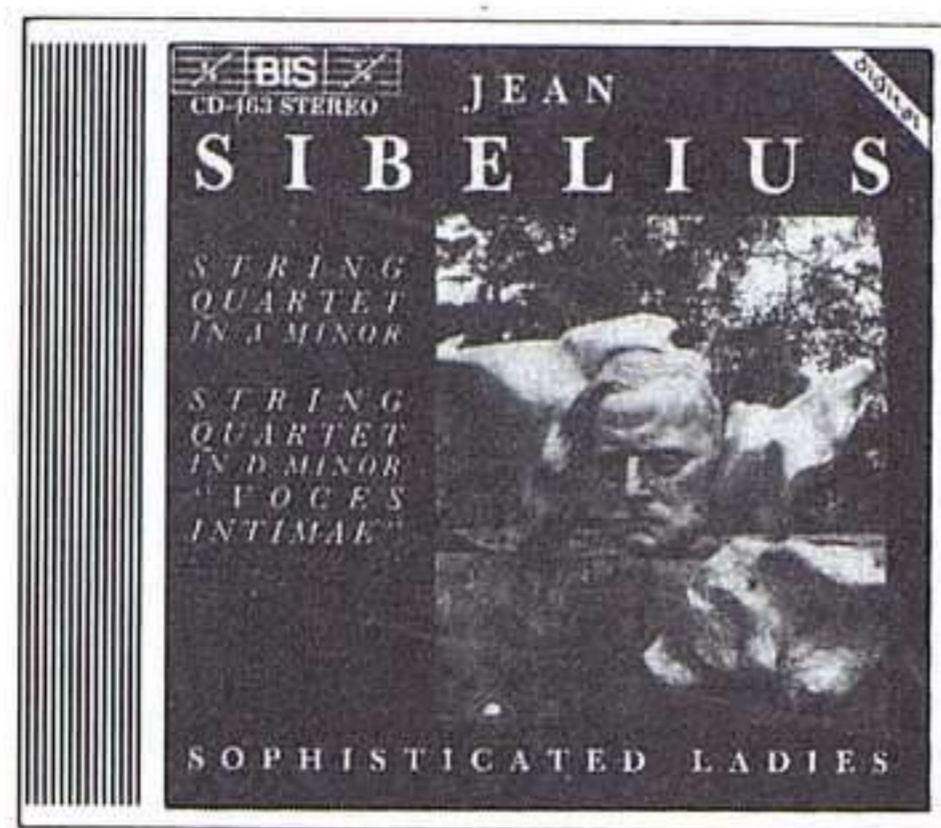 BIS
CD-463 STEREO
digital
JEAN
SIBELIUS
STRING
QUARTET
IN A MINOR
STRING
QUARTET
IN D MINOR
"VOCES
INTIMAE"
SOPHISTICATED LADIES